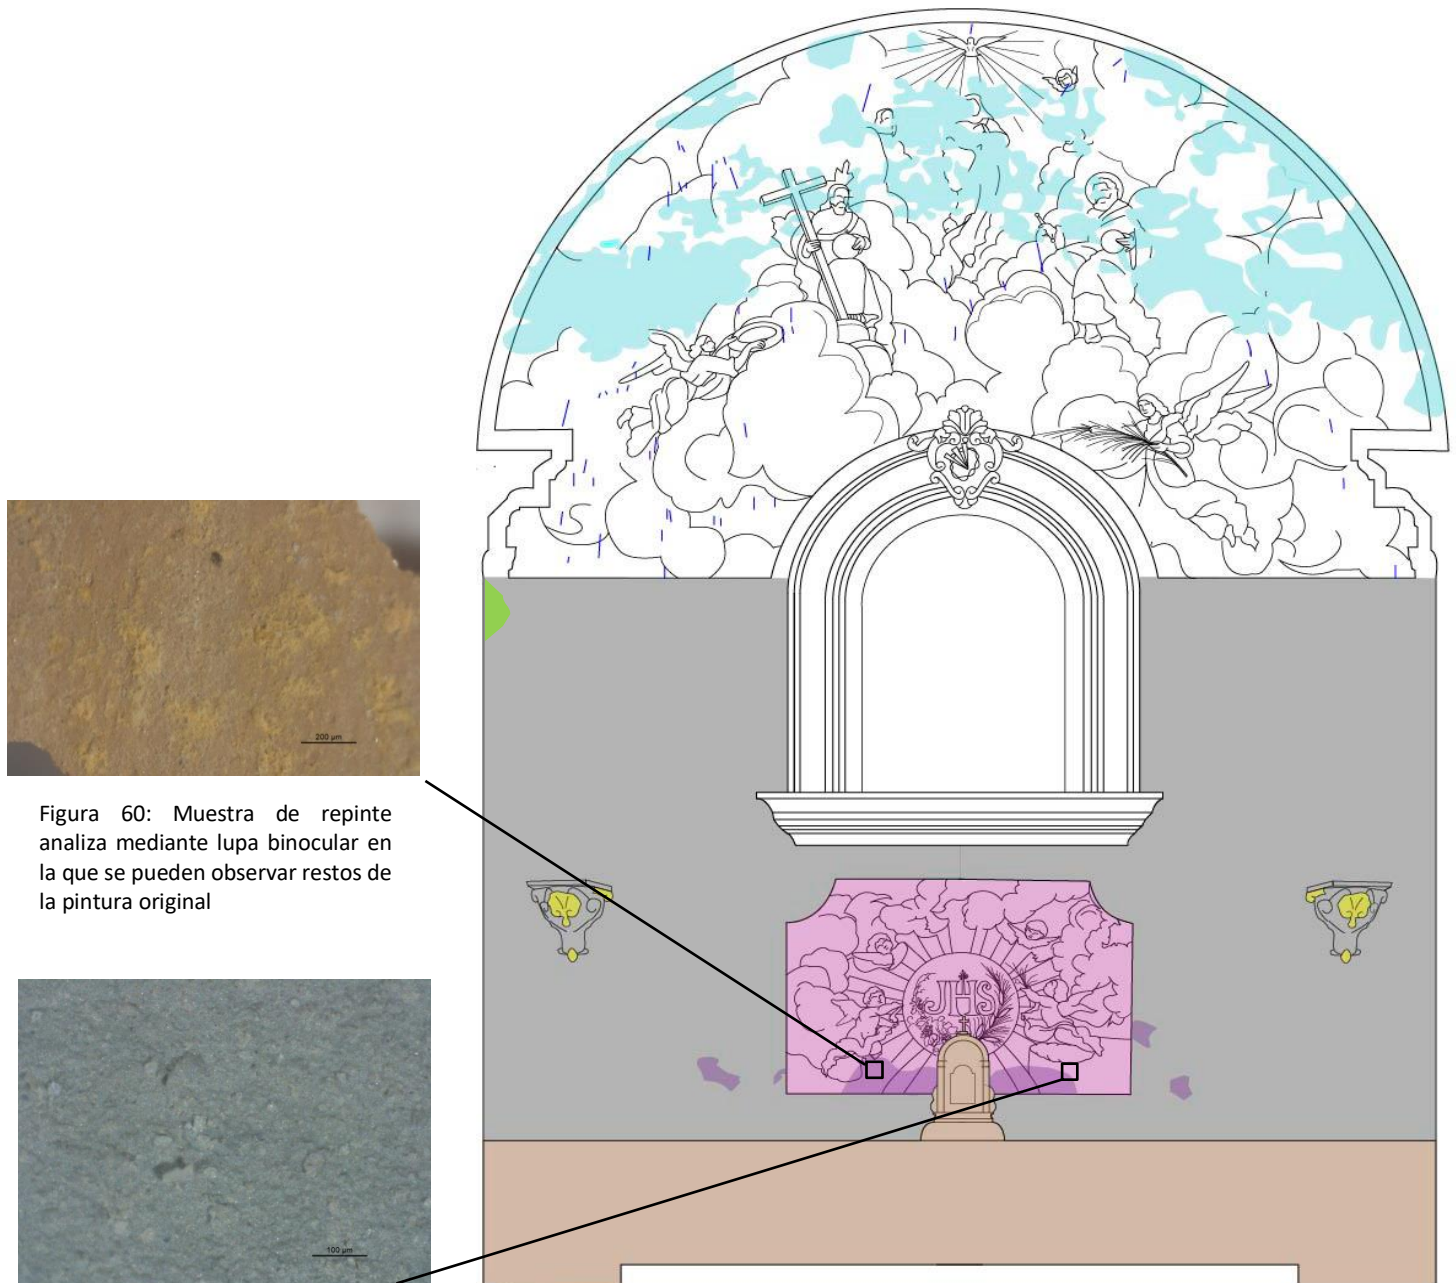 200 µm
Figura 60: Muestra de repinte
analiza mediante lupa binocular en
la que se pueden observar restos de
la pintura original
JHS
100 µm